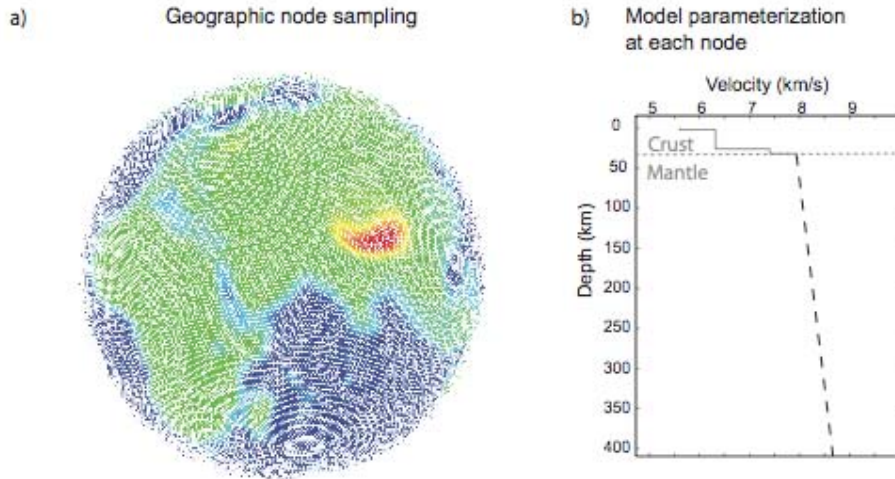 a) Geographic node sampling
b) Model parameterization
at each node
Velocity (km/s)
5 6 7 8 9
0
50
100
150
200
250
300
350
400
Depth (km)
Crust
Mantle